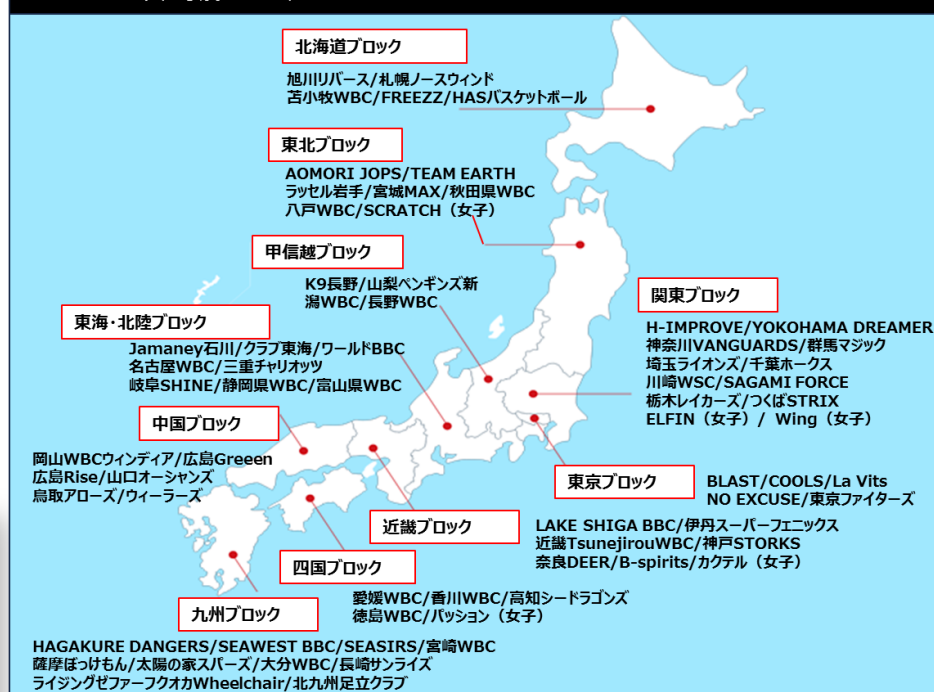 北海道ブロック
旭川リバース/札幌ノースウィンド
苫小牧WBC/FREEZZ/HASバスケットボール
東北ブロック
AOMORI JOPS/TEAM EARTH
ラッセル岩手/宮城MAX/秋田県WBC
八戸WBC/SCRATCH（女子）
甲信越ブロック
K9長野/山梨ペンギンズ新
潟WBC/長野WBC
関東ブロック
H-IMPROVE/YOKOHAMA DREAMER
神奈川VANGUARDS/群馬マジック
埼玉ライオンズ/千葉ホークス
川崎WSC/SAGAMI FORCE
栃木レイカーズ/つくばSTRIX
ELFIN（女子）/ Wing（女子）
東海・北陸ブロック
Jamaney石川/クラブ東海/ワールドBBC
名古屋WBC/三重チャリオッツ
岐阜SHINE/静岡県WBC/富山県WBC
中国ブロック
岡山WBCウィンディア/広島Greeen
広島Rise/山口オーシャンズ
鳥取アローズ/ウィーラーズ
東京ブロック
BLAST/COOLS/La Vits
NO EXCUSE/東京ファイターズ
近畿ブロック
LAKE SHIGA BBC/伊丹スーパーフェニックス
近畿TsunejirouWBC/神戸STORKS
奈良DEER/B-spirits/カクテル（女子）
四国ブロック
愛媛WBC/香川WBC/高知シードラゴンズ
徳島WBC/パッション（女子）
九州ブロック
HAGAKURE DANGERS/SEAWEST BBC/SEASIRS/宮崎WBC
薩摩ぼっけもん/太陽の家スパーズ/大分WBC/長崎サンライズ
ライジングゼファーフクオカWheelchair/北九州足立クラブ